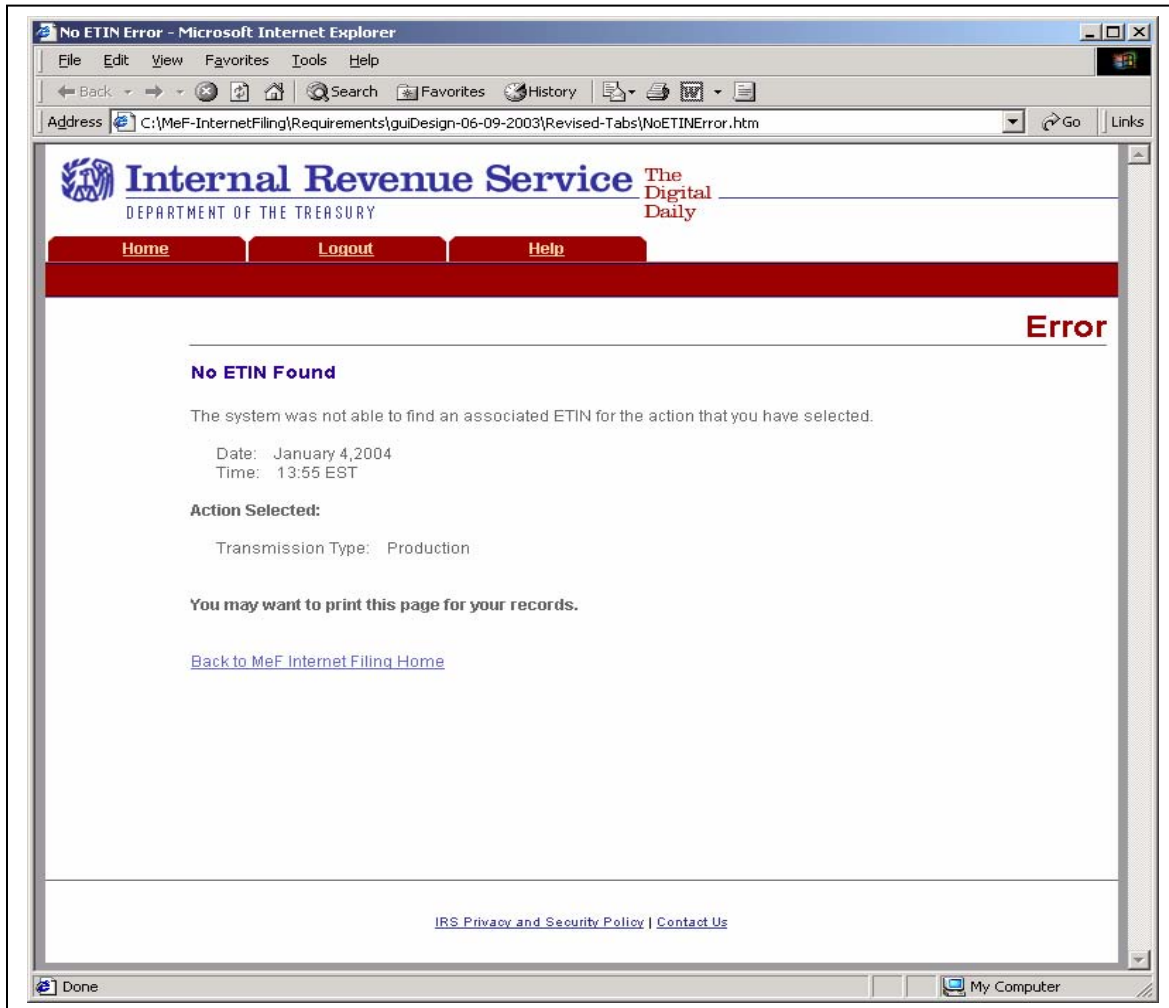 No ETIN Error - Microsoft Internet Explorer
File Edit View Favorites Tools Help
Back Search Favorites History
Address C:\MeF-InternetFiling\Requirements\guiDesign-06-09-2003\Revised-Tabs\NoETINError.htm Go Links
Internal Revenue Service
DEPARTMENT OF THE TREASURY
The
Digital
Daily
Home Logout Help
Error
No ETIN Found
The system was not able to find an associated ETIN for the action that you have selected.
Date: January 4,2004
Time: 13:55 EST
Action Selected:
Transmission Type: Production
You may want to print this page for your records.
Back to MeF Internet Filing Home
IRS Privacy and Security Policy | Contact Us
Done My Computer